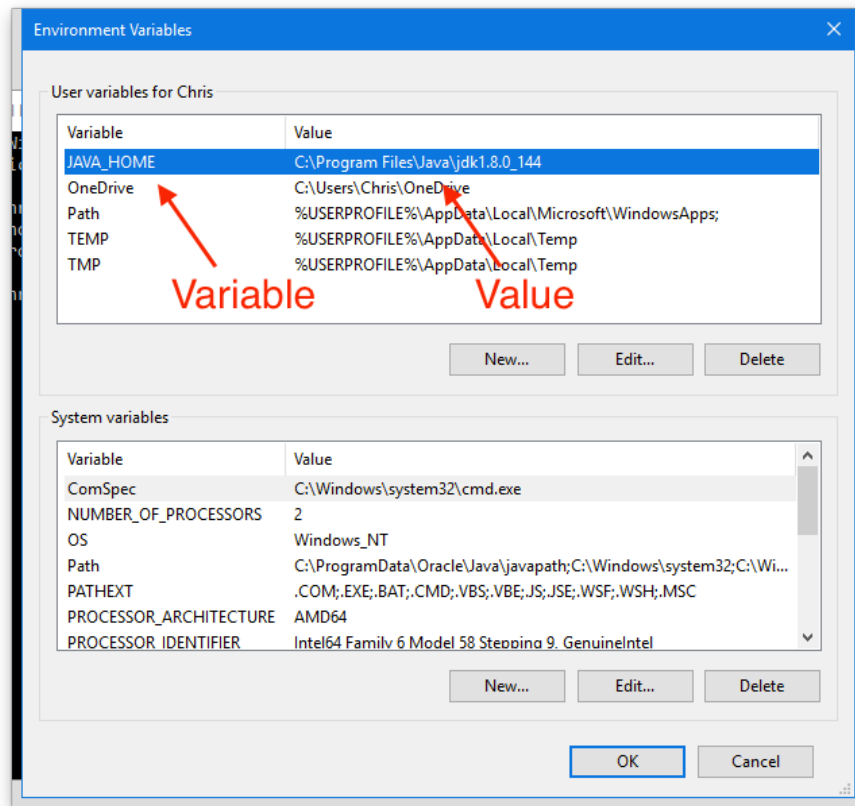 Environment Variables
User variables for Chris
Variable Value
JAVA_HOME C:\Program Files\Java\jdk1.8.0_144
OneDrive C:\Users\Chris\OneDrive
Path %USERPROFILE%\AppData\Local\Microsoft\WindowsApps;
TEMP %USERPROFILE%\AppData\Local\Temp
TMP %USERPROFILE%\AppData\Local\Temp
Variable Value
New... Edit... Delete
System variables
Variable Value
ComSpec C:\Windows\system32\cmd.exe
NUMBER_OF_PROCESSORS 2
OS Windows_NT
Path C:\ProgramData\Oracle\Java\javapath;C:\Windows\system32;C:\Wi...
PATHEXT .COM;.EXE;.BAT;.CMD;.VBS;.VBE;.JS;.JSE;.WSF;.WSH;.MSC
PROCESSOR_ARCHITECTURE AMD64
PROCESSOR_IDENTIFIER Intel64 Family 6 Model 58 Stepping 9, GenuineIntel
New... Edit... Delete
OK Cancel